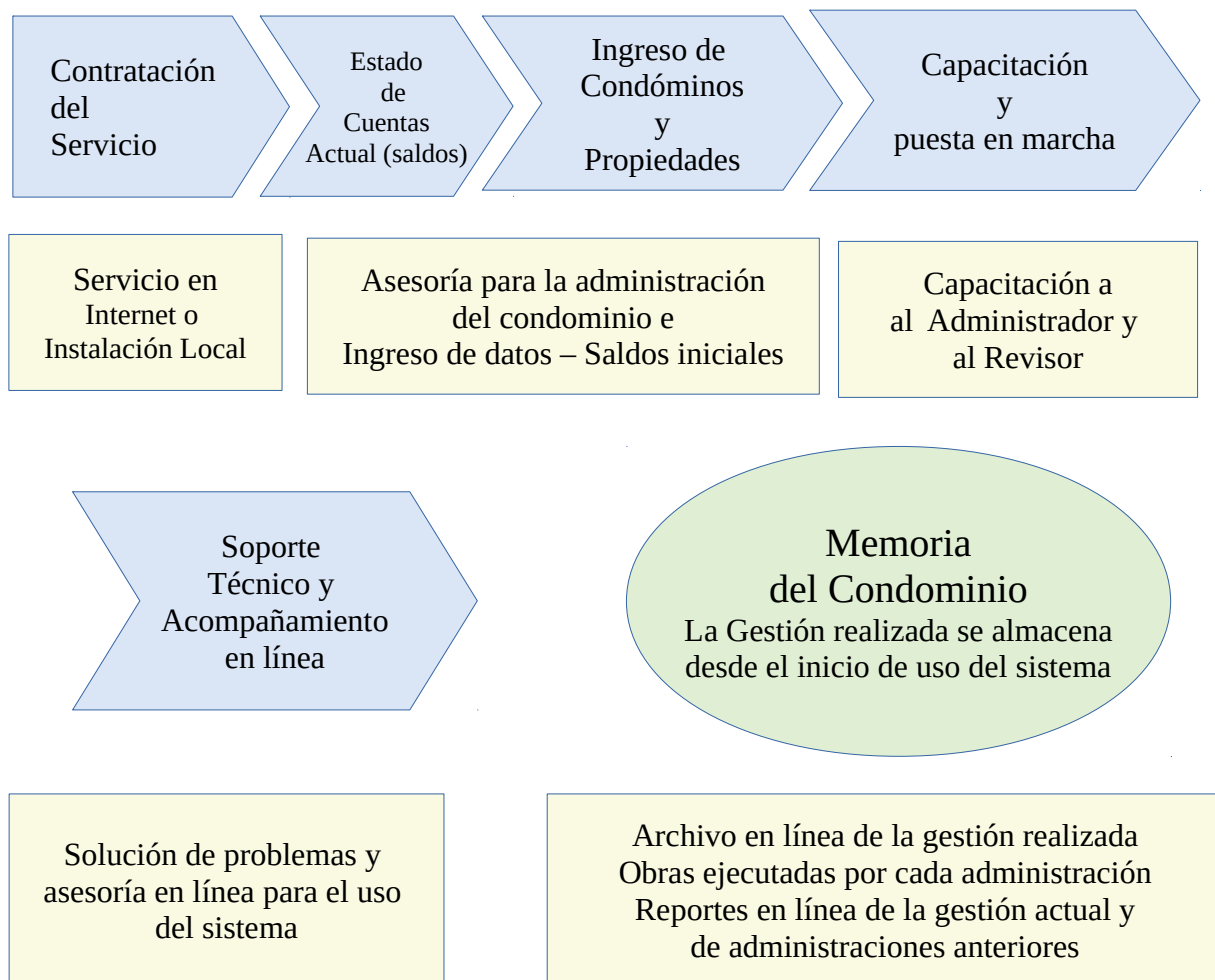 Contratación
del
Servicio
Estado
de
Cuentas
Actual (saldos)
Ingreso de
Condóminos
y
Propiedades
Capacitación
y
puesta en marcha
Servicio en
Internet o
Instalación Local
Asesoría para la administración
del condominio e
Ingreso de datos – Saldos iniciales
Capacitación a
al Administrador y
al Revisor
Soporte
Técnico y
Acompañamiento
en línea
Memoria
del Condominio
La Gestión realizada se almacena
desde el inicio de uso del sistema
Solución de problemas y
asesoría en línea para el uso
del sistema
Archivo en línea de la gestión realizada
Obras ejecutadas por cada administración
Reportes en línea de la gestión actual y
de administraciones anteriores